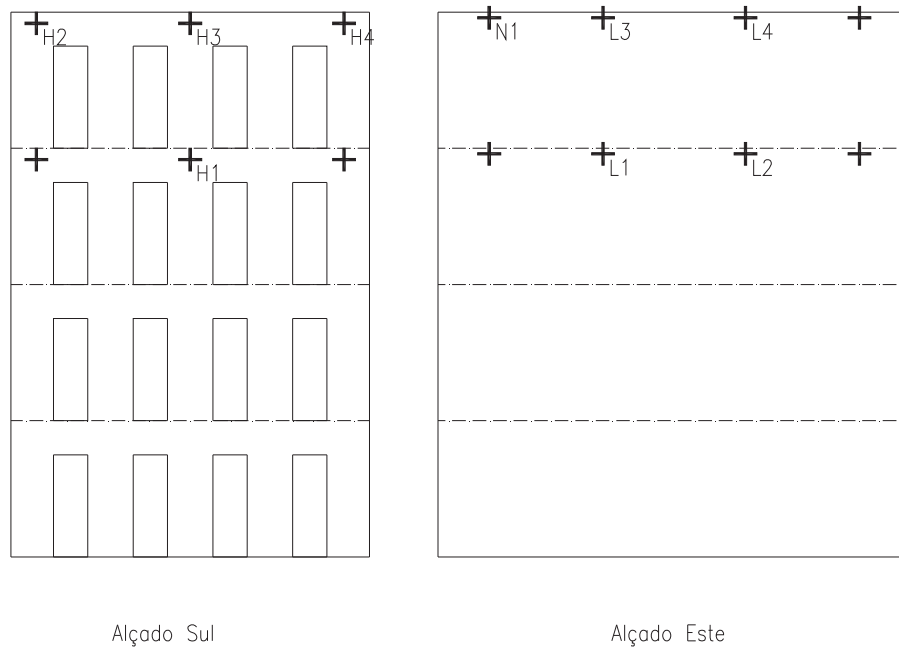 H2 H3 H4
N1 L3 L4
H1
L1 L2
Alçado Sul
Alçado Este